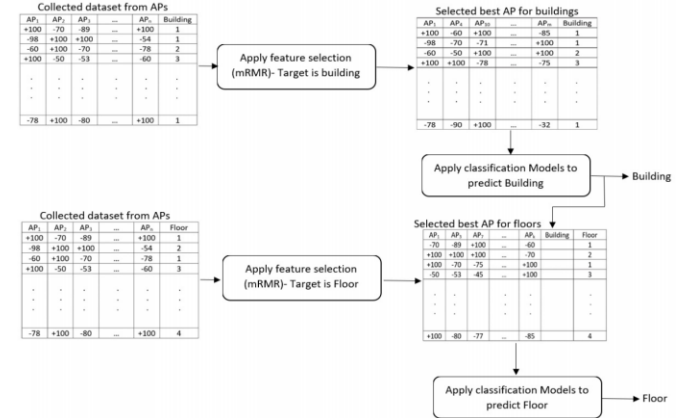 Collected dataset from APs
AP₁ AP₂ AP₃ ... APₙ Building
+100 -70 -89 ... +100 1
-98 +100 +100 ... -54 1
-60 +100 -70 ... -78 2
+100 -50 -53 ... -60 3
-78 +100 -80 ... +100 1
Apply feature selection
(mRMR)- Target is building
Selected best AP for buildings
AP₁ AP₄ AP₁₀ ... APₘ Building
+100 -60 +100 ... -85 1
-98 -70 -71 ... +100 1
-60 -50 +100 ... +100 2
+100 +100 -78 ... -75 3
-78 -90 +100 ... -32 1
Apply classification Models to
predict Building
Building
Collected dataset from APs
AP₁ AP₂ AP₃ ... APₙ Floor
+100 -70 -89 ... +100 1
-98 +100 +100 ... -54 2
-60 +100 -70 ... -78 1
+100 -50 -53 ... -60 3
-78 +100 -80 ... +100 4
Apply feature selection
(mRMR)- Target is Floor
Selected best AP for floors
Building Floor
-70 -89 +100 ... -60 1
+100 +100 +100 ... -70 2
+100 -70 -75 ... +100 1
-50 -53 -45 ... +100 3
+100 -80 -77 ... -85 4
Apply classification Models to
predict Floor
Floor